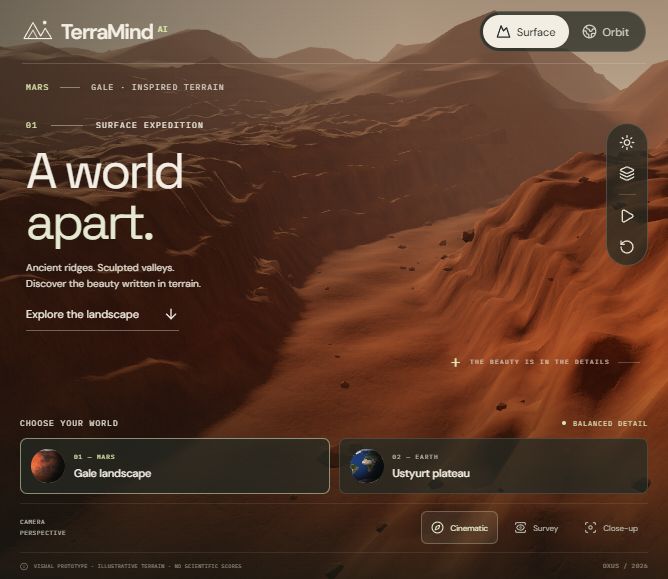 TerraMind AI
Surface
Orbit
MARS — GALE · INSPIRED TERRAIN
01 — SURFACE EXPEDITION
A world
apart.
Ancient ridges. Sculpted valleys.
Discover the beauty written in terrain.
Explore the landscape
THE BEAUTY IS IN THE DETAILS
CHOOSE YOUR WORLD
BALANCED DETAIL
01 — MARS
Gale landscape
02 — EARTH
Ustyurt plateau
CAMERA
PERSPECTIVE
Cinematic
Survey
Close-up
VISUAL PROTOTYPE · ILLUSTRATIVE TERRAIN · NO SCIENTIFIC SCORES
OXUS / 2026